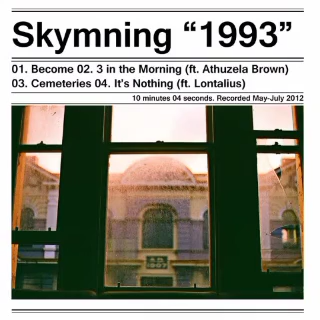 Skymning “1993”
01. Become 02. 3 in the Morning (ft. Athuzela Brown)
03. Cemeteries 04. It's Nothing (ft. Lontalius)
10 minutes 04 seconds. Recorded May-July 2012